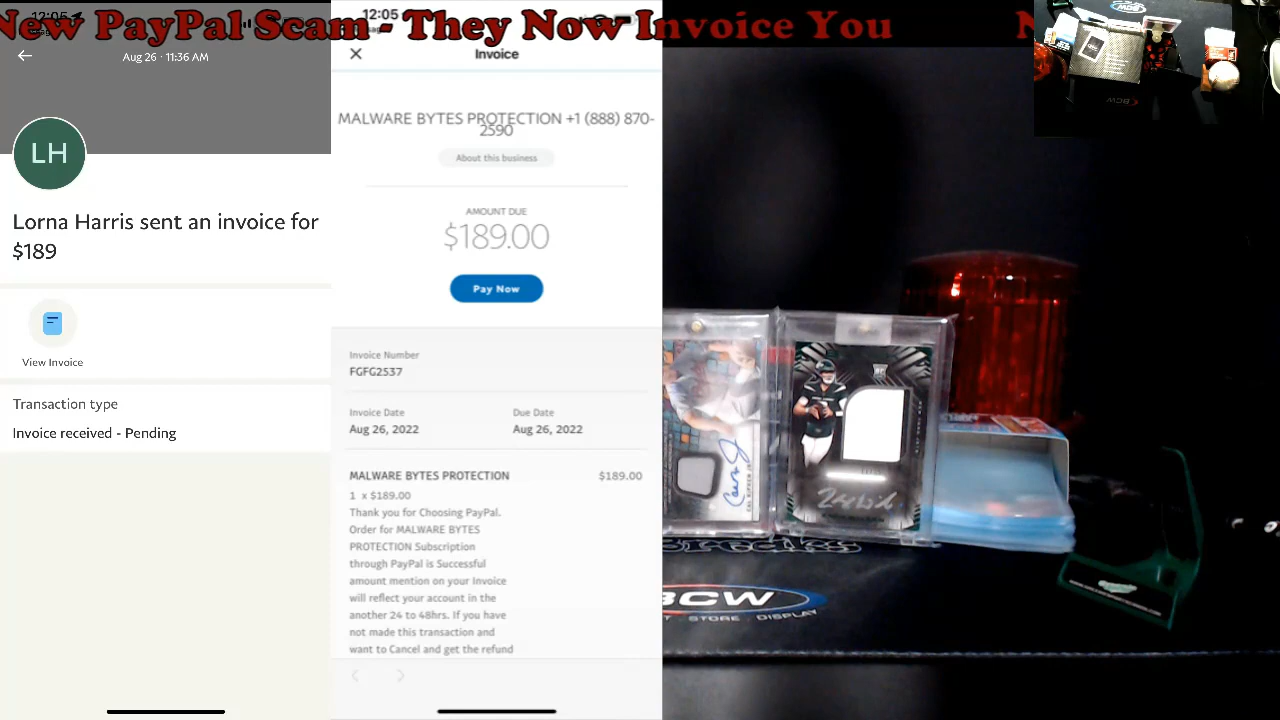 New PayPal Scam - They Now Invoice You
12:05
Aug 26 · 11:36 AM
LH
Lorna Harris sent an invoice for
$189
View Invoice
Transaction type
Invoice received - Pending
12:05
Invoice
MALWARE BYTES PROTECTION +1 (888) 870-
2590
About this business
AMOUNT DUE
$189.00
Pay Now
Invoice Number
FGFG2537
Invoice Date
Due Date
Aug 26, 2022
Aug 26, 2022
MALWARE BYTES PROTECTION
$189.00
1 x $189.00
Thank you for Choosing PayPal.
Order for MALWARE BYTES
PROTECTION Subscription
through PayPal is Successful
amount mention on your Invoice
will reflect your account in the
another 24 to 48hrs. If you have
not made this transaction and
want to Cancel and get the refund
BCW
STORE DISPLAY
BCW